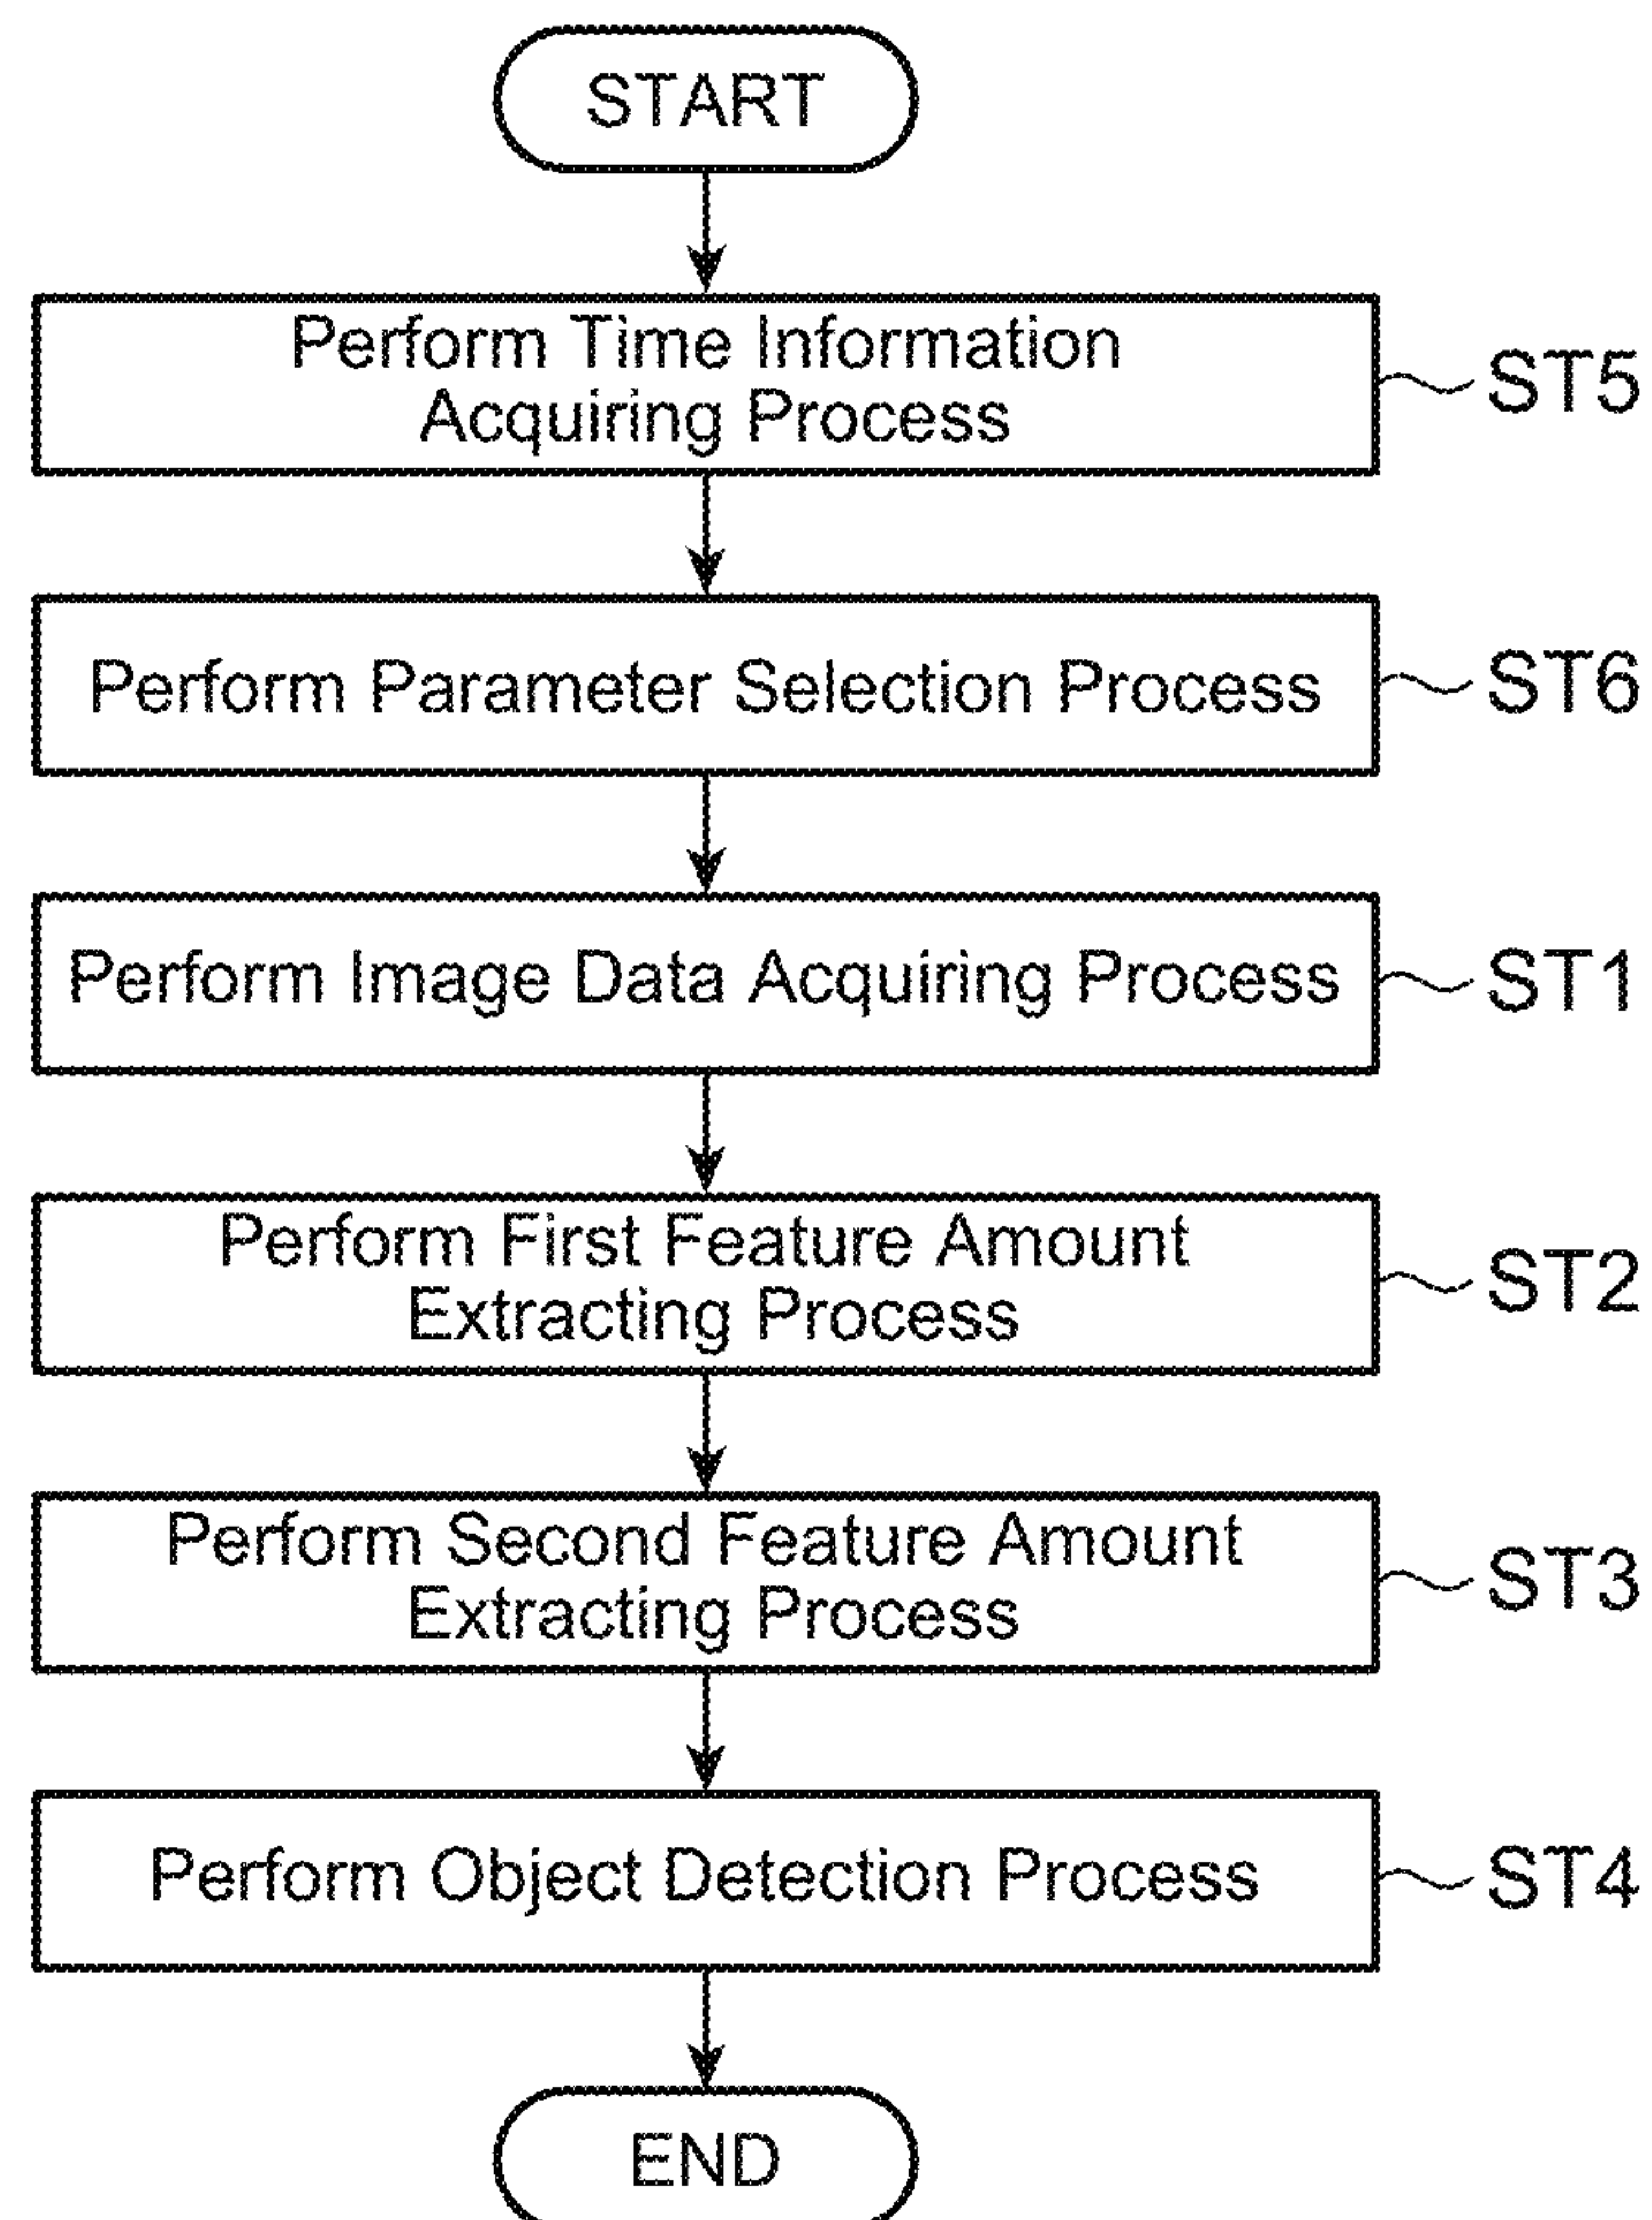 START
Perform Time Information
Acquiring Process
ST5
Perform Parameter Selection Process
ST6
Perform Image Data Acquiring Process
ST1
Perform First Feature Amount
Extracting Process
ST2
Perform Second Feature Amount
Extracting Process
ST3
Perform Object Detection Process
ST4
END